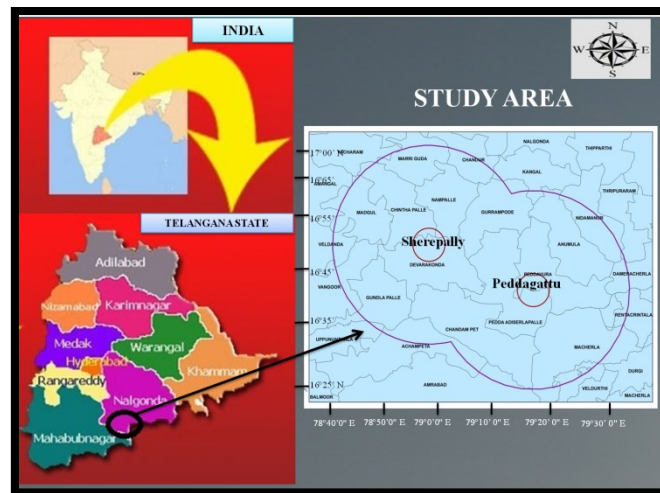 INDIA
N
W
E
S
STUDY AREA
TELANGANA STATE
Adilabad
Nizamabad
Karimnagar
Medak
Warangal
Hyderabad
Rangareddy
Khammam
Nalgonda
Mahabubnagar
17°00' N
16°65'
16°55'
16°45'
16°35'
16°25' N
NALGONDA
THIPPARTHI
MARRI GUDA
CHANDUR
KANGAL
THRIPURARAM
NAMPALLE
MADGUL
CHINTHA PALLE
GURRAMPODE
NIDAMANUR
VELDANDA
Sherepally
ANUMULA
DEVARAKONDA
Peddagattu
DAMERACHERLA
VANGOOR
GUNDLA PALLE
RENTACHINTALA
PEDDA ADISERLAPALLE
CHANDAM PET
ACHAMPETA
MACHERLA
DURGI
AMRABAD
VELDURTHI
BALMOOR
MACHERLA
78°40'0" E
78°50'0"
79°0'0" E
79°10'0" E
79°20'0" E
79°30'0" E